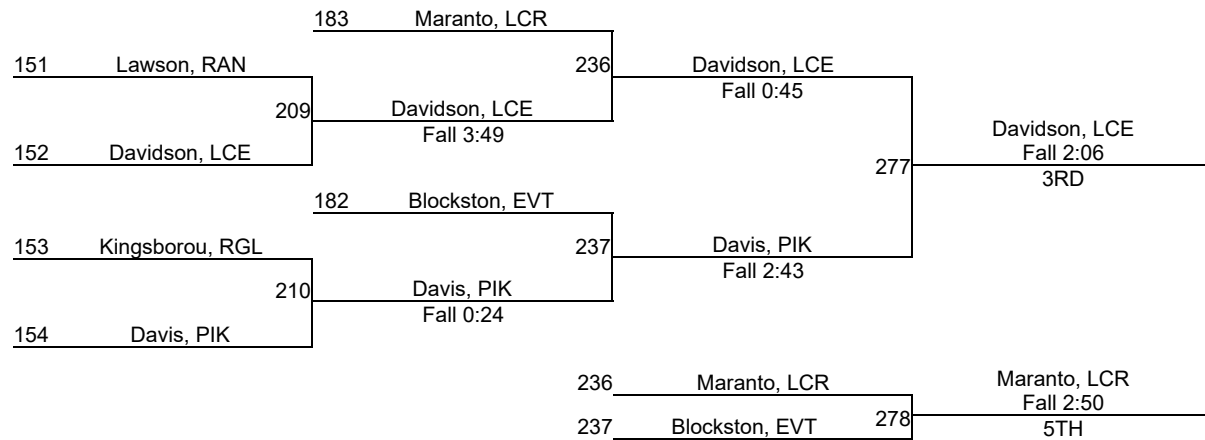 183 Maranto, LCR
151 Lawson, RAN
236 Davidson, LCE
Fall 0:45
209 Davidson, LCE
Fall 3:49
Davidson, LCE
152 Davidson, LCE
Fall 2:06
277
3RD
182 Blockston, EVT
153 Kingsborou, RGL
237 Davis, PIK
Fall 2:43
210 Davis, PIK
Fall 0:24
154 Davis, PIK
236 Maranto, LCR
Maranto, LCR
Fall 2:50
237 Blockston, EVT
278
5TH